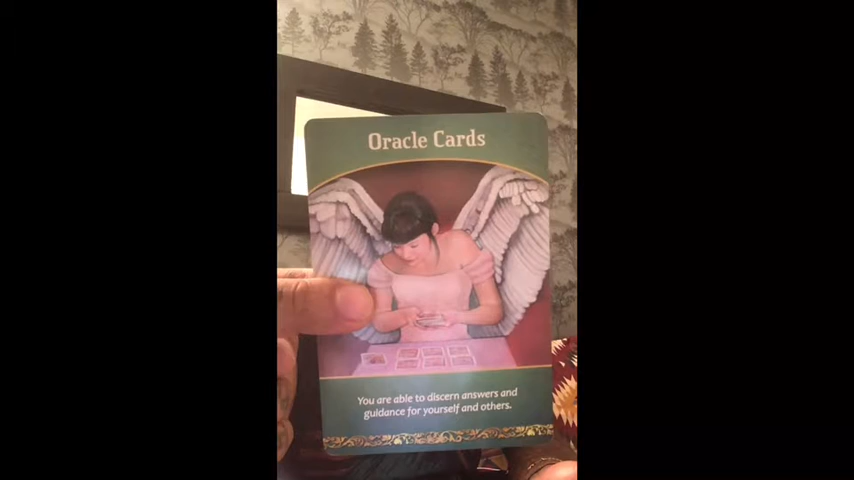 Oracle Cards
You are able to discern answers and
guidance for yourself and others.